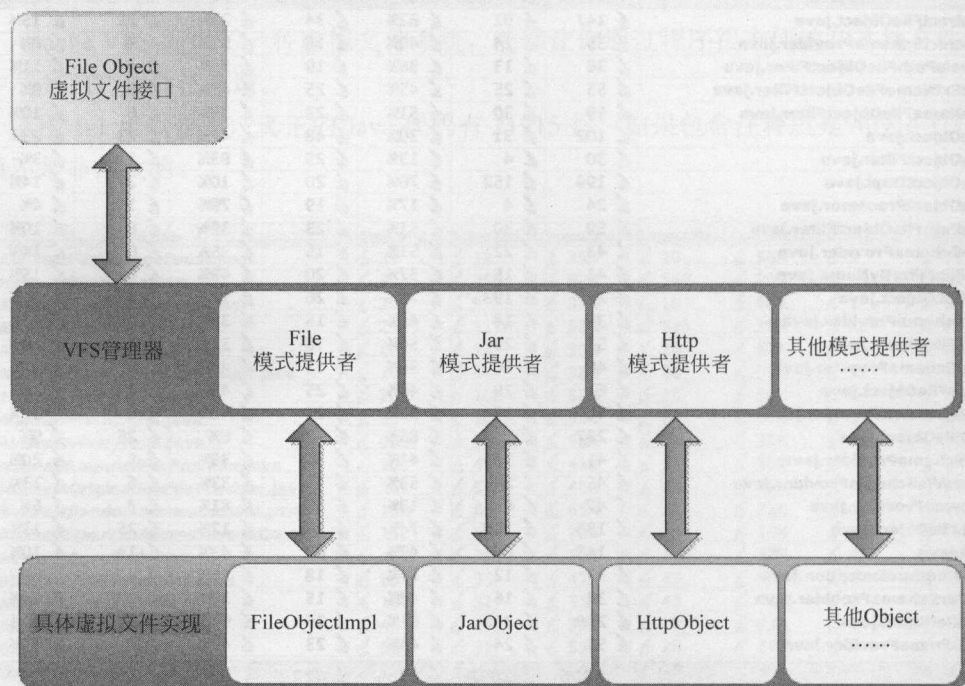 File Object
虚拟文件接口
VFS管理器
File
模式提供者
Jar
模式提供者
Http
模式提供者
其他模式提供者
……
具体虚拟文件实现
FileObjectImpl
JarObject
HttpObject
其他Object
……